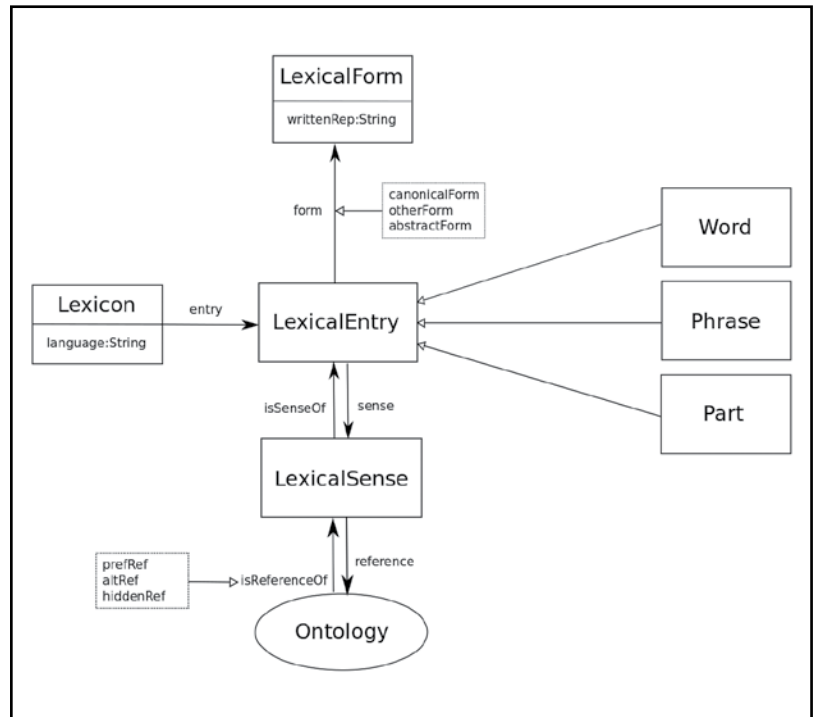 LexicalForm
writtenRep:String
form
canonicalForm
otherForm
abstractForm
Word
Lexicon
language:String
entry
LexicalEntry
Phrase
Part
isSenseOf
sense
LexicalSense
prefRef
altRef
hiddenRef
isReferenceOf
reference
Ontology